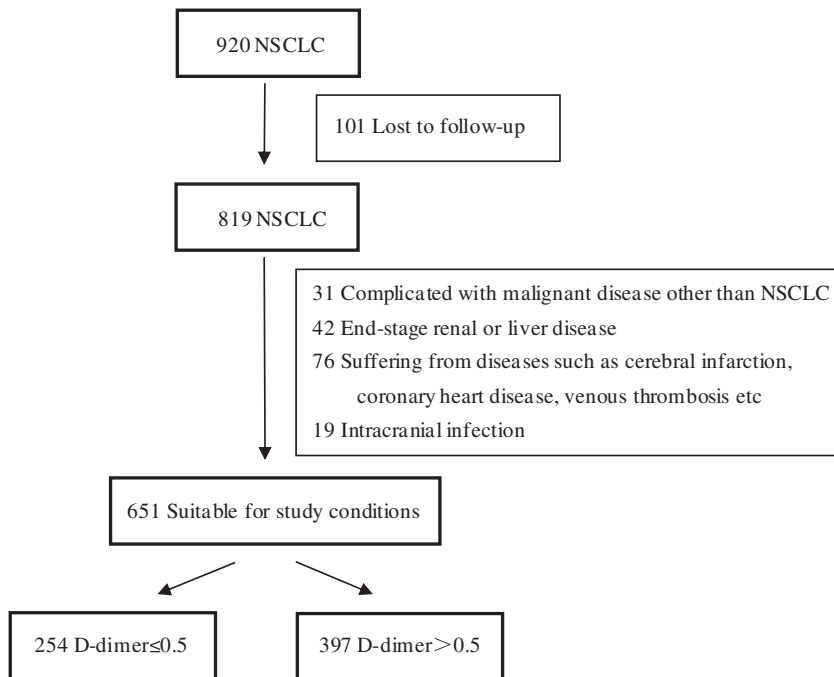 920 NSCLC
101 Lost to follow-up
819 NSCLC
31 Complicated with malignant disease other than NSCLC
42 End-stage renal or liver disease
76 Suffering from diseases such as cerebral infarction,
coronary heart disease, venous thrombosis etc
19 Intracranial infection
651 Suitable for study conditions
254 D-dimer≤0.5
397 D-dimer＞0.5